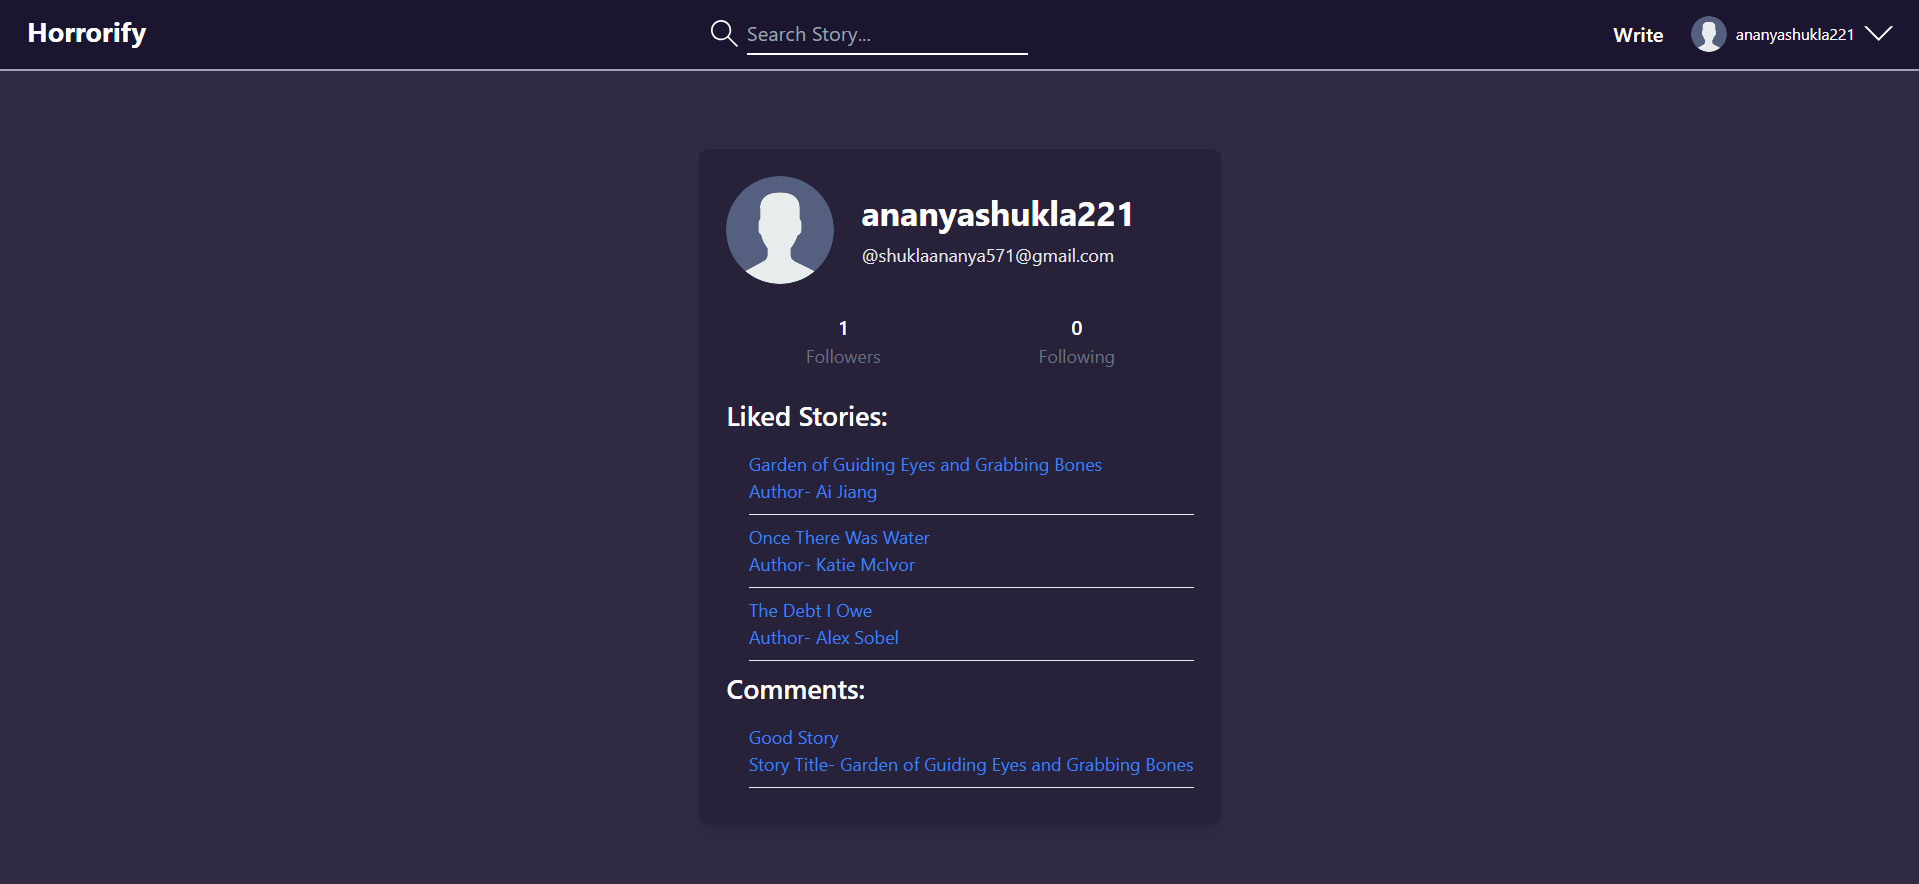 Horrorify
Search Story...
Write
ananyashukla221
ananyashukla221
@shuklaananya571@gmail.com
1
Followers
0
Following
Liked Stories:
Garden of Guiding Eyes and Grabbing Bones
Author- Ai Jiang
Once There Was Water
Author- Katie McIvor
The Debt I Owe
Author- Alex Sobel
Comments:
Good Story
Story Title- Garden of Guiding Eyes and Grabbing Bones